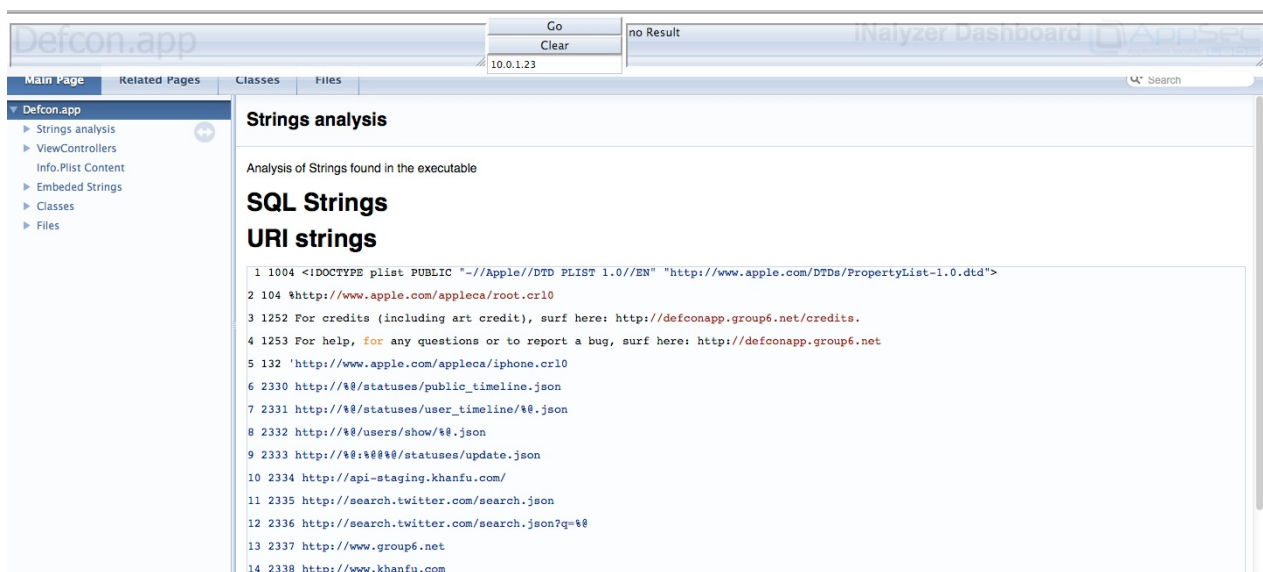 Defcon.app
Go
Clear
10.0.1.23
no Result
iNalyzer Dashboard
AppSec
Main Page
Related Pages
Classes
Files
Search
Defcon.app
Strings analysis
ViewControllers
Info.Plist Content
Embeded Strings
Classes
Files
Strings analysis
Analysis of Strings found in the executable
SQL Strings
URI strings
1 1004 <!DOCTYPE plist PUBLIC "-//Apple//DTD PLIST 1.0//EN" "http://www.apple.com/DTDs/PropertyList-1.0.dtd">
2 104 %http://www.apple.com/appleca/root.crl0
3 1252 For credits (including art credit), surf here: http://defconapp.group6.net/credits.
4 1253 For help, for any questions or to report a bug, surf here: http://defconapp.group6.net
5 132 'http://www.apple.com/appleca/iphone.crl0
6 2330 http://%@/statuses/public_timeline.json
7 2331 http://%@/statuses/user_timeline/%@.json
8 2332 http://%@/users/show/%@.json
9 2333 http://%@:%@@%@/statuses/update.json
10 2334 http://api-staging.khanfu.com/
11 2335 http://search.twitter.com/search.json
12 2336 http://search.twitter.com/search.json?q=%@
13 2337 http://www.group6.net
14 2338 http://www.khanfu.com